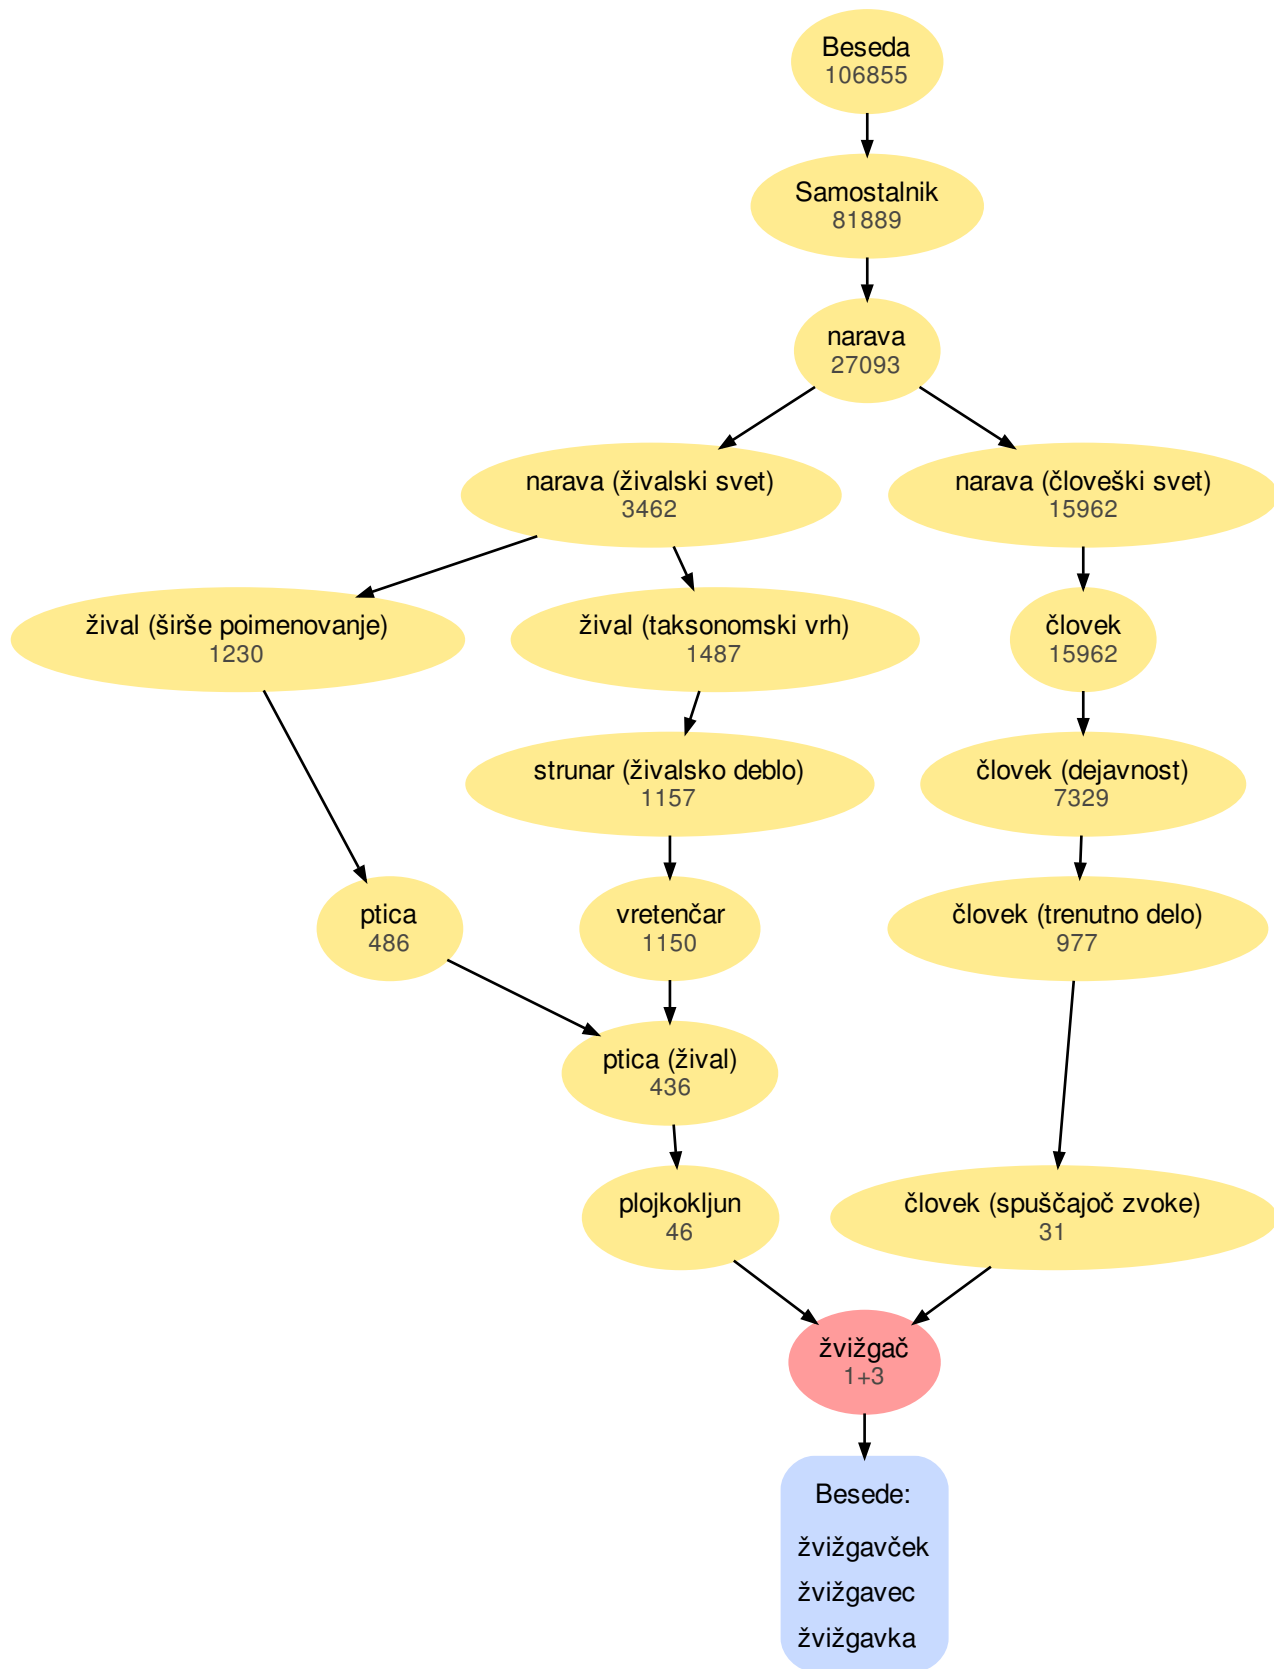 Beseda
106855
Samostalnik
81889
narava
27093
narava (živalski svet)
3462
narava (človeški svet)
15962
žival (širše poimenovanje)
1230
žival (taksonomski vrh)
1487
človek
15962
strunar (živalsko deblo)
1157
človek (dejavnost)
7329
ptica
486
vretenčar
1150
človek (trenutno delo)
977
ptica (žival)
436
plojkokljun
46
človek (spuščajoč zvoke)
31
žvižgač
1+3
Besede:
žvižgavček
žvižgavec
žvižgavka